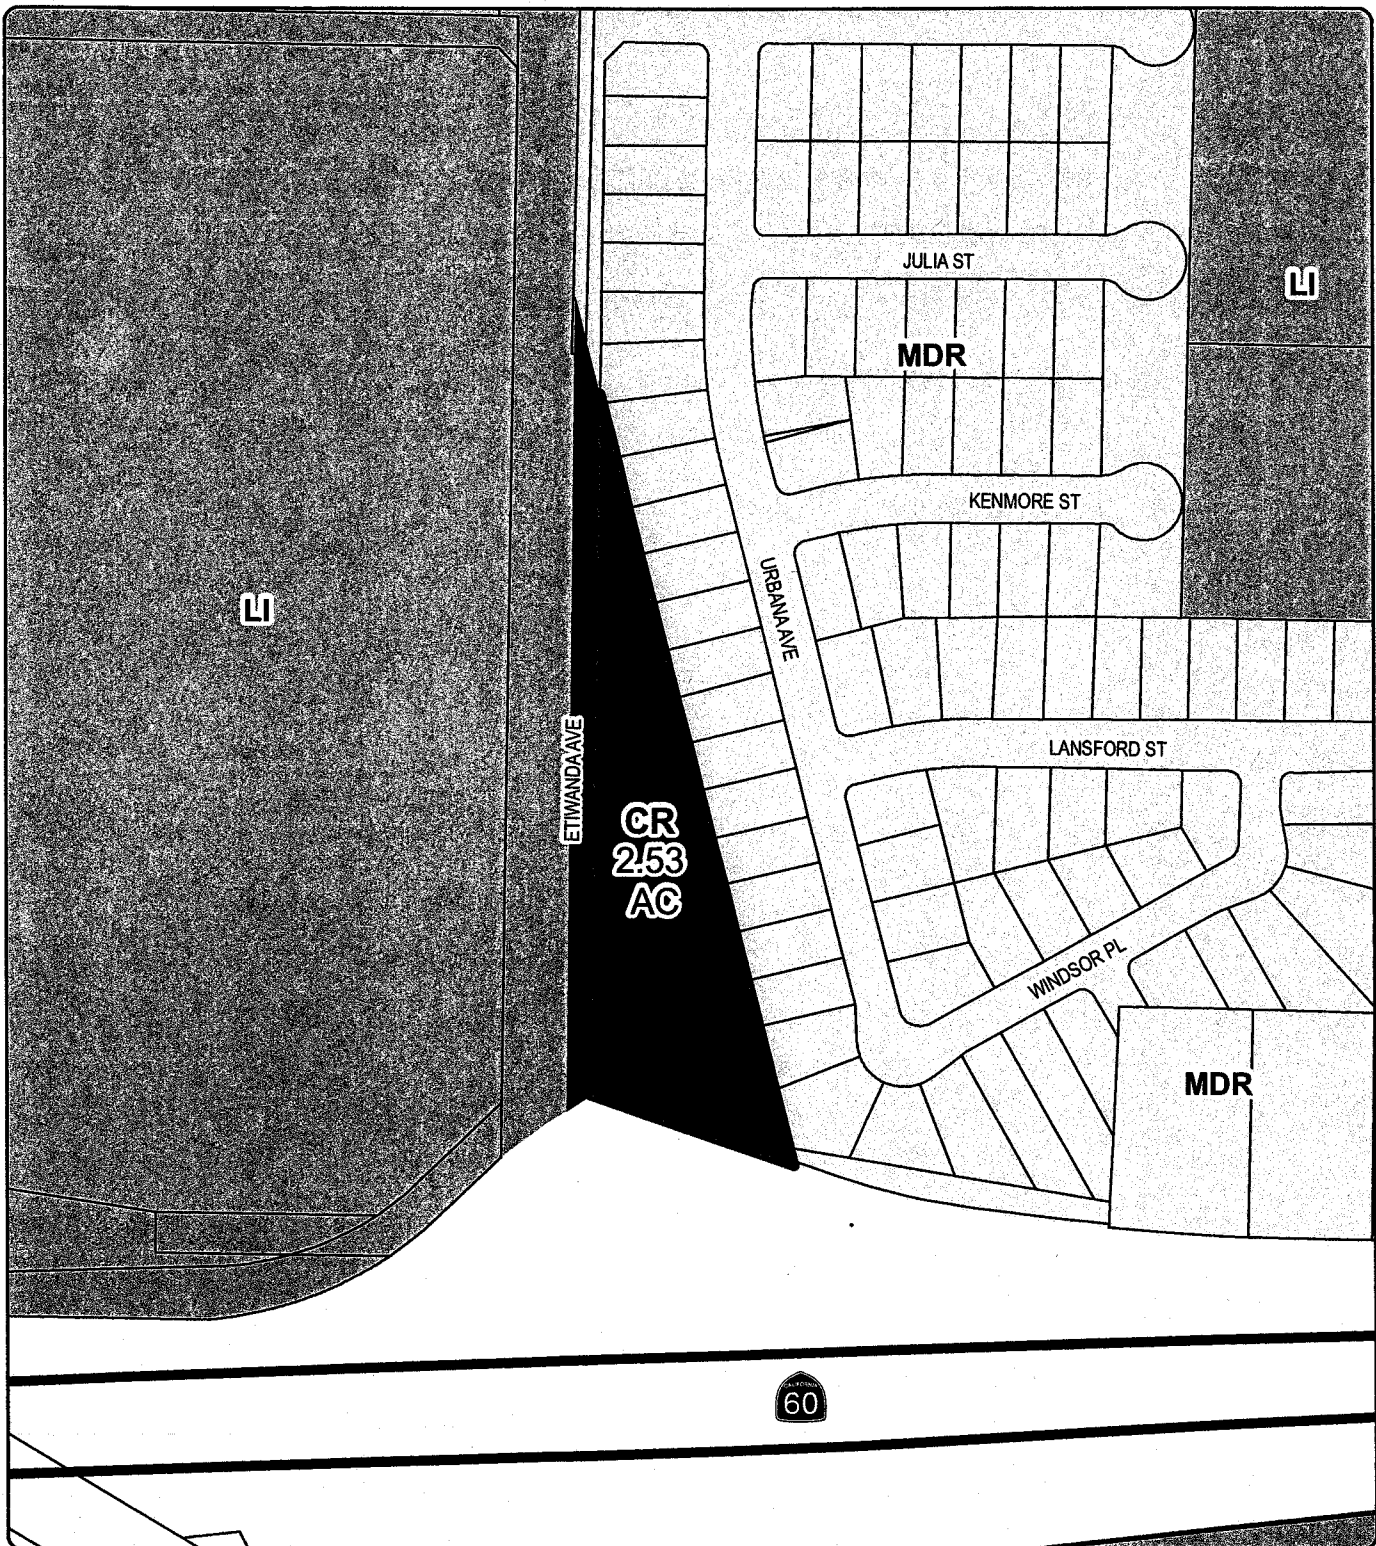 JULIA ST
LI
MDR
KENMORE ST
LI
URBANA AVE
ETIWANDA AVE
LANSFORD ST
CR
2.53
AC
WINDSOR PL
MDR
CALIFORNIA
60